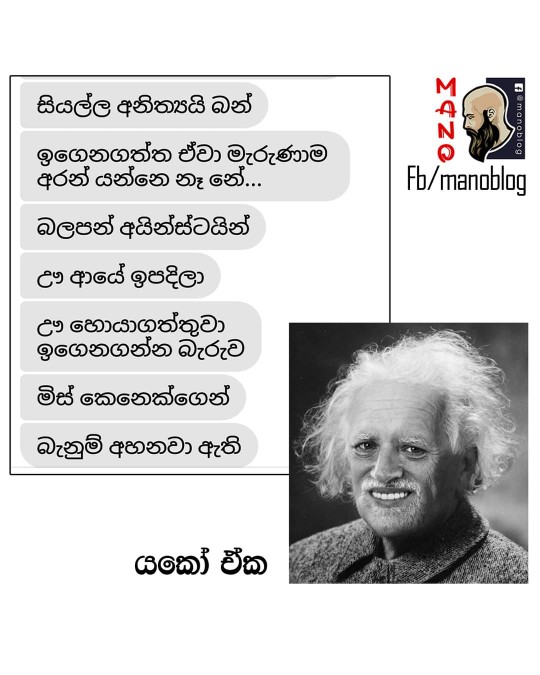 සියල්ල අනිත්‍යයි බන්
ඉගෙනගත්ත ඒවා මැරුණාම
අරන් යන්නෙ නෑ නේ...
බලපන් අයින්ස්ටයින්
ඌ ආයේ ඉපදිලා
ඌ හොයාගත්තුවා
ඉගෙනගන්න බැරුව
මිස් කෙනෙක්ගෙන්
බැනුම් අහනවා ඇති
යකෝ ඒක
MANO
@manoblog
Fb/manoblog